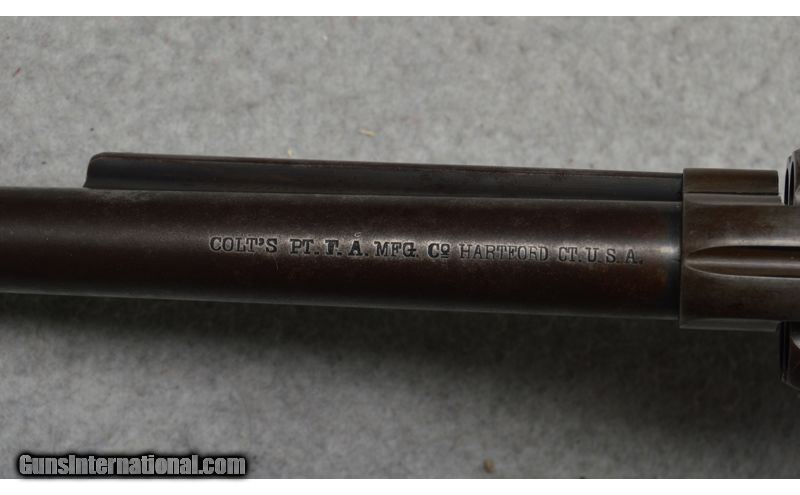 COLT'S PT. F. A. MFG. Co HARTFORD CT. U. S. A.
GunsInternational.com